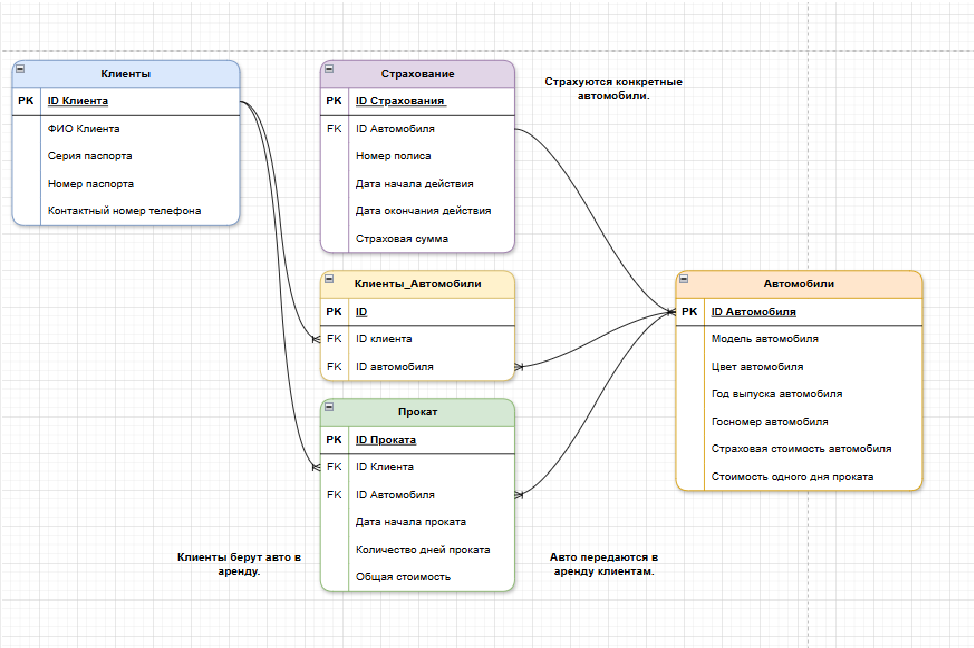 Клиенты
PK ID Клиента
ФИО Клиента
Серия паспорта
Номер паспорта
Контактный номер телефона
Страхование
PK ID Страхования
FK ID Автомобиля
Номер полиса
Дата начала действия
Дата окончания действия
Страховая сумма
Страхуются конкретные
автомобили.
Клиенты_Автомобили
PK ID
FK ID клиента
FK ID автомобиля
Автомобили
PK ID Автомобиля
Модель автомобиля
Цвет автомобиля
Год выпуска автомобиля
Госномер автомобиля
Страховая стоимость автомобиля
Стоимость одного дня проката
Прокат
PK ID Проката
FK ID Клиента
FK ID Автомобиля
Дата начала проката
Количество дней проката
Общая стоимость
Клиенты берут авто в
аренду.
Авто передаются в
аренду клиентам.